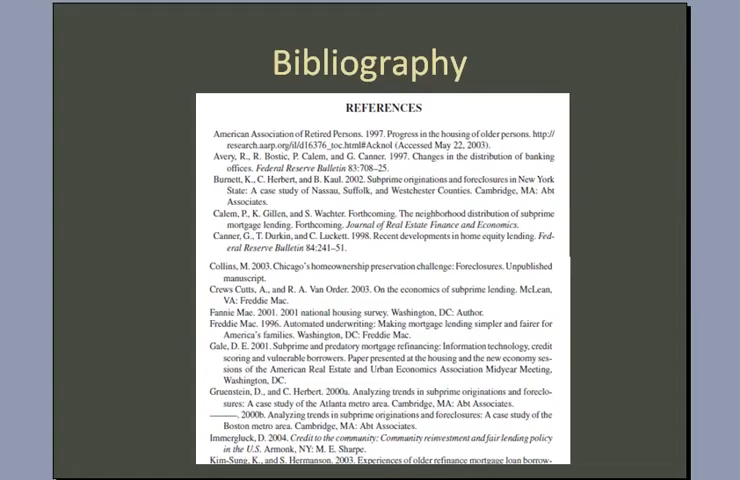 Bibliography
REFERENCES
American Association of Retired Persons. 1997. Progress in the housing of older persons. http://
research.aarp.org/il/d16376_toc.html#Acknol (Accessed May 22, 2003).
Avery, R., R. Bostic, P. Calem, and G. Canner. 1997. Changes in the distribution of banking
offices. Federal Reserve Bulletin 83:708–25.
Burnett, K., C. Herbert, and B. Kaul. 2002. Subprime originations and foreclosures in New York
State: A case study of Nassau, Suffolk, and Westchester Counties. Cambridge, MA: Abt
Associates.
Calem, P., K. Gillen, and S. Wachter. Forthcoming. The neighborhood distribution of subprime
mortgage lending. Forthcoming. Journal of Real Estate Finance and Economics.
Canner, G., T. Durkin, and C. Luckett. 1998. Recent developments in home equity lending. Fed-
eral Reserve Bulletin 84:241–51.
Collins, M. 2003. Chicago's homeownership preservation challenge: Foreclosures. Unpublished
manuscript.
Crews Cutts, A., and R. A. Van Order. 2003. On the economics of subprime lending. McLean,
VA: Freddie Mac.
Fannie Mae. 2001. 2001 national housing survey. Washington, DC: Author.
Freddie Mac. 1996. Automated underwriting: Making mortgage lending simpler and fairer for
America's families. Washington, DC: Freddie Mac.
Gale, D. E. 2001. Subprime and predatory mortgage refinancing: Information technology, credit
scoring and vulnerable borrowers. Paper presented at the housing and the new economy ses-
sions of the American Real Estate and Urban Economics Association Midyear Meeting,
Washington, DC.
Gruenstein, D., and C. Herbert. 2000a. Analyzing trends in subprime originations and foreclo-
sures: A case study of the Atlanta metro area. Cambridge, MA: Abt Associates.
———. 2000b. Analyzing trends in subprime originations and foreclosures: A case study of the
Boston metro area. Cambridge, MA: Abt Associates.
Immergluck, D. 2004. Credit to the community: Community reinvestment and fair lending policy
in the U.S. Armonk, NY: M. E. Sharpe.
Kim-Sung, K., and S. Hermanson. 2003. Experiences of older refinance mortgage loan borrow-